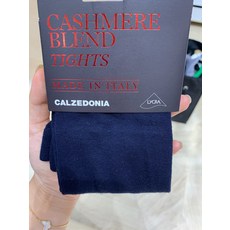 CASHMERE
BLEND
TIGHTS
MADE IN ITALY
CALZEDONIA
LYCRA